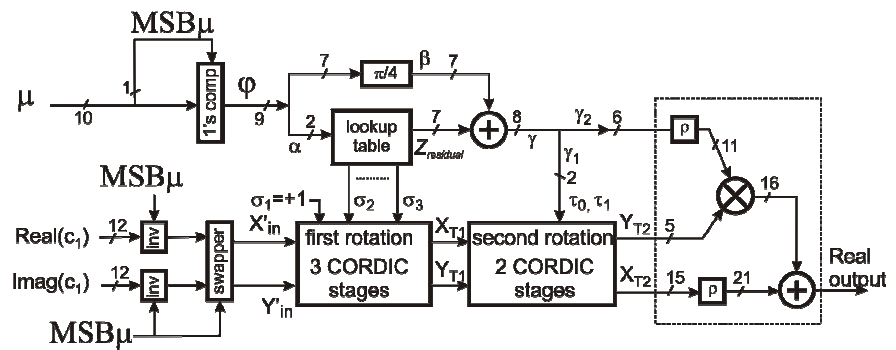 MSBμ
μ
10
1
1's comp
φ
9
7
π/4
β
7
α
2
lookup
table
7
Zresidual
8
γ
γ2
6
γ1
2
τ0, τ1
ρ
11
16
MSBμ
σ1=+1
σ2
σ3
Real(c1)
12
inv
swapper
X'in
first rotation
3 CORDIC
stages
XT1
YT1
second rotation
2 CORDIC
stages
YT2
5
XT2
15
ρ
21
Real
output
Imag(c1)
12
inv
Y'in
MSBμ